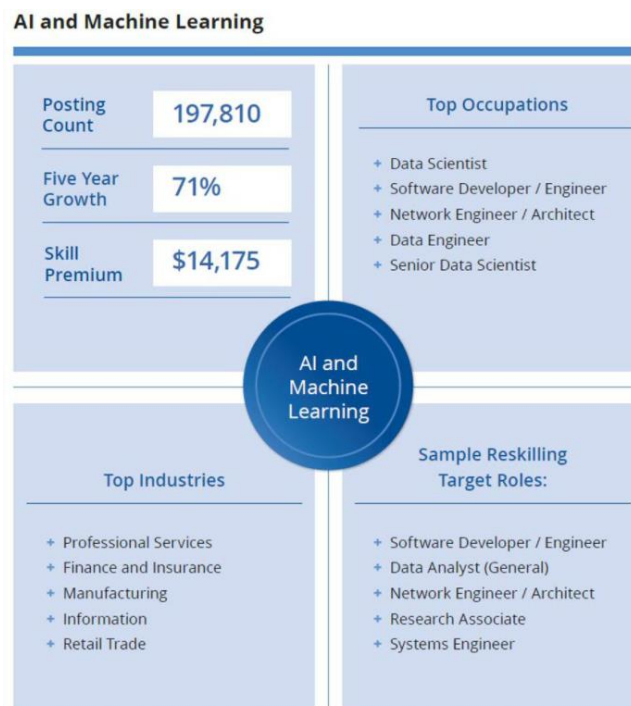 AI and Machine Learning
Posting
Count
197,810
Five Year
Growth
71%
Skill
Premium
$14,175
Top Occupations
+ Data Scientist
+ Software Developer / Engineer
+ Network Engineer / Architect
+ Data Engineer
+ Senior Data Scientist
AI and
Machine
Learning
Top Industries
+ Professional Services
+ Finance and Insurance
+ Manufacturing
+ Information
+ Retail Trade
Sample Reskilling
Target Roles:
+ Software Developer / Engineer
+ Data Analyst (General)
+ Network Engineer / Architect
+ Research Associate
+ Systems Engineer